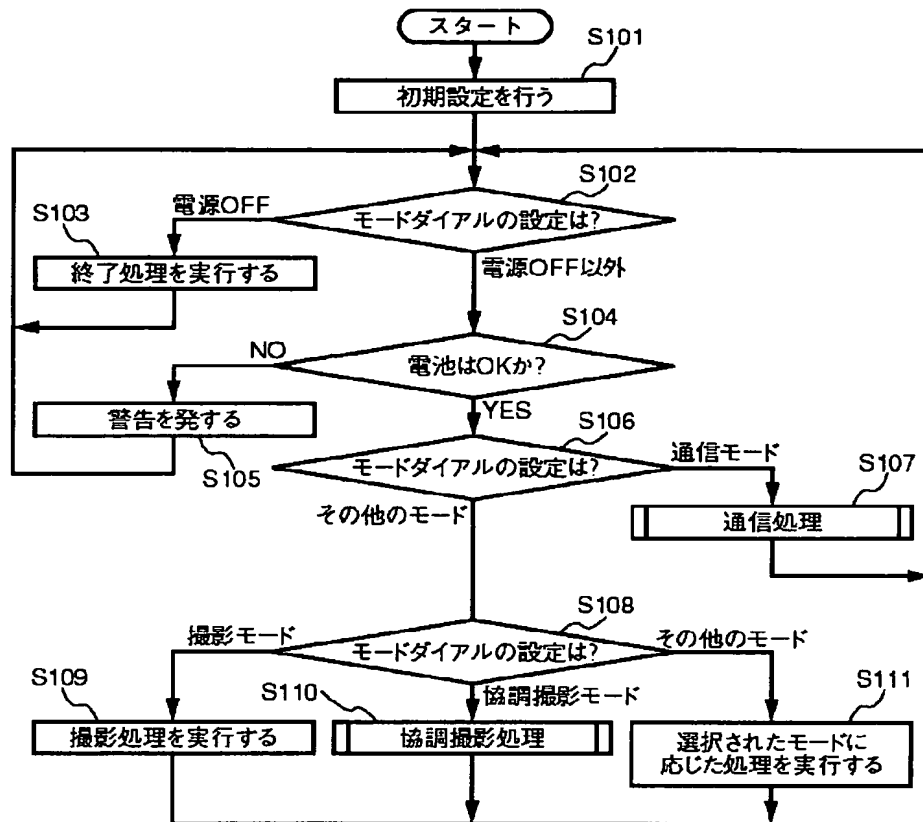 スタート
S101
初期設定を行う
S102
電源OFF
モードダイアルの設定は?
S103
終了処理を実行する
電源OFF以外
S104
NO
電池はOKか?
YES
警告を発する
S105
S106
モードダイアルの設定は?
通信モード
S107
その他のモード
通信処理
S108
撮影モード
モードダイアルの設定は?
その他のモード
S109
S110
協調撮影モード
S111
撮影処理を実行する
協調撮影処理
選択されたモードに
応じた処理を実行する